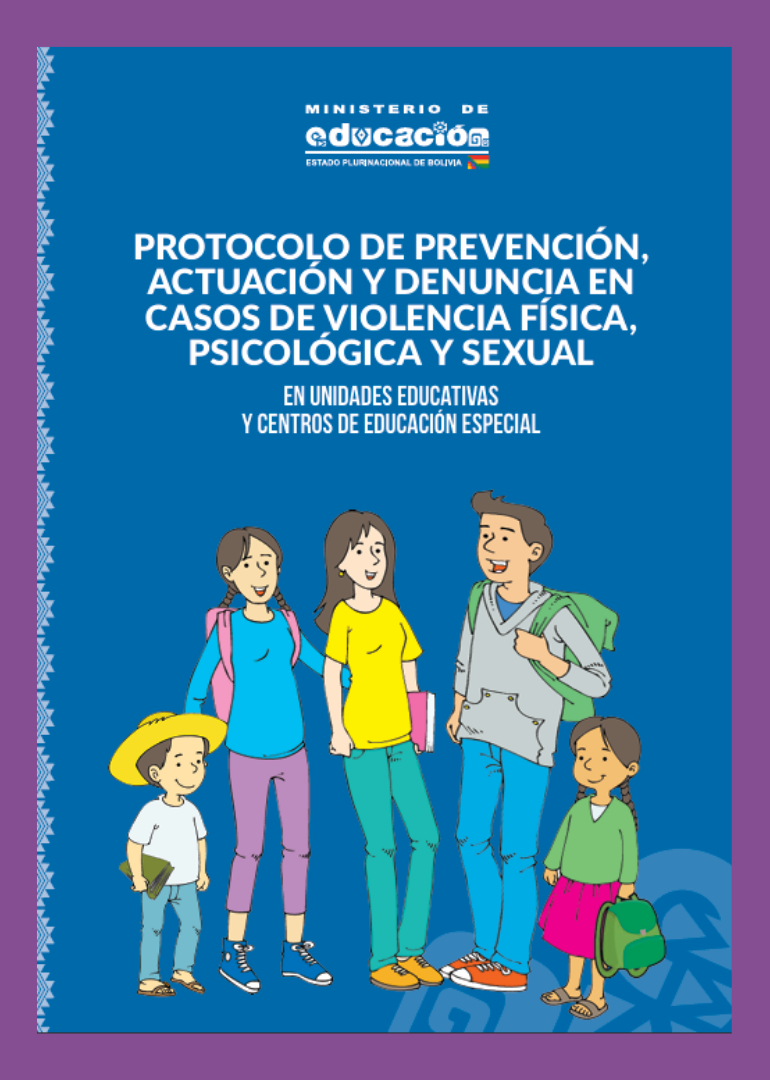 MINISTERIO DE
educación
ESTADO PLURINACIONAL DE BOLIVIA
PROTOCOLO DE PREVENCIÓN,
ACTUACIÓN Y DENUNCIA EN
CASOS DE VIOLENCIA FÍSICA,
PSICOLÓGICA Y SEXUAL
EN UNIDADES EDUCATIVAS
Y CENTROS DE EDUCACIÓN ESPECIAL